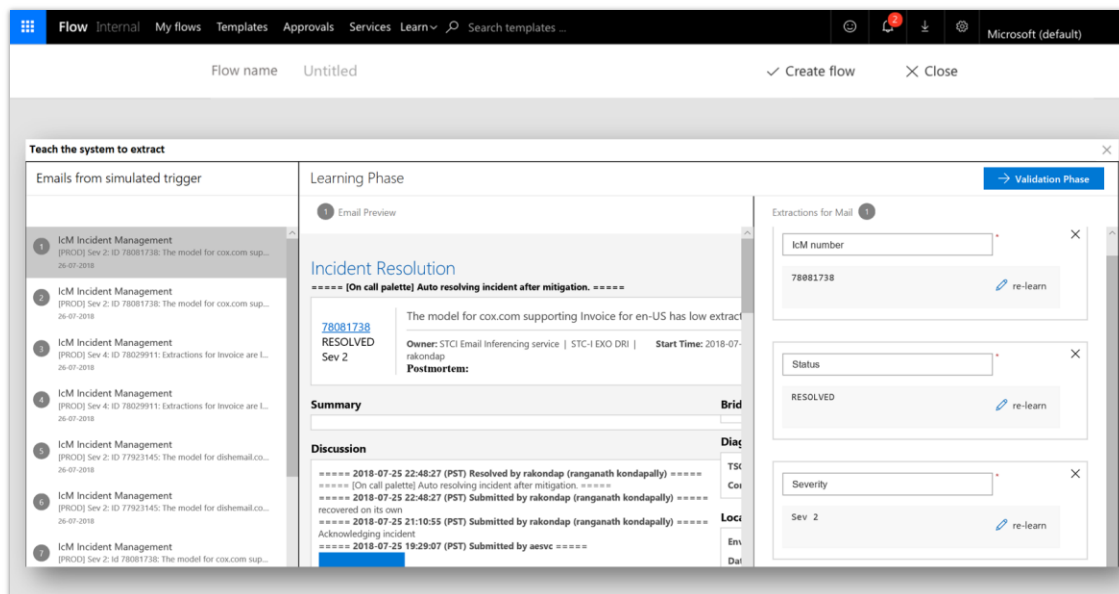 Flow Internal My flows Templates Approvals Services Learn Search templates ...
2
Microsoft (default)
Flow name Untitled
Create flow Close
Teach the system to extract
Emails from simulated trigger
Learning Phase
Validation Phase
1 Email Preview
Extractions for Mail 1
1
IcM Incident Management
[PROD] Sev 2: ID 78081738: The model for cox.com sup...
26-07-2018
2
IcM Incident Management
[PROD] Sev 2: ID 78081738: The model for cox.com sup...
26-07-2018
3
IcM Incident Management
[PROD] Sev 4: ID 78029911: Extractions for Invoice are l...
26-07-2018
4
IcM Incident Management
[PROD] Sev 4: ID 78029911: Extractions for Invoice are l...
26-07-2018
5
IcM Incident Management
[PROD] Sev 2: ID 77923145: The model for dishemail.co...
26-07-2018
6
IcM Incident Management
[PROD] Sev 2: ID 77923145: The model for dishemail.co...
26-07-2018
7
IcM Incident Management
[PROD] Sev 2: Id 78081738: The model for cox.com sup...
Incident Resolution
===== [On call palette] Auto resolving incident after mitigation. =====
78081738
RESOLVED
Sev 2
The model for cox.com supporting Invoice for en-US has low extract
Owner: STCI Email Inferencing service | STC-I EXO DRI | Start Time: 2018-07-
rakondap
Postmortem:
Summary
Brid
Discussion
Diag
===== 2018-07-25 22:48:27 (PST) Resolved by rakondap (ranganath kondapally) =====
===== [On call palette] Auto resolving incident after mitigation. =====
===== 2018-07-25 22:48:27 (PST) Submitted by rakondap (ranganath kondapally) =====
recovered on its own
===== 2018-07-25 21:10:55 (PST) Submitted by rakondap (ranganath kondapally) =====
Acknowledging incident
===== 2018-07-25 19:29:07 (PST) Submitted by aesvc =====
Loca
Env
Dat
IcM number *
78081738
re-learn
Status *
RESOLVED
re-learn
Severity *
Sev 2
re-learn